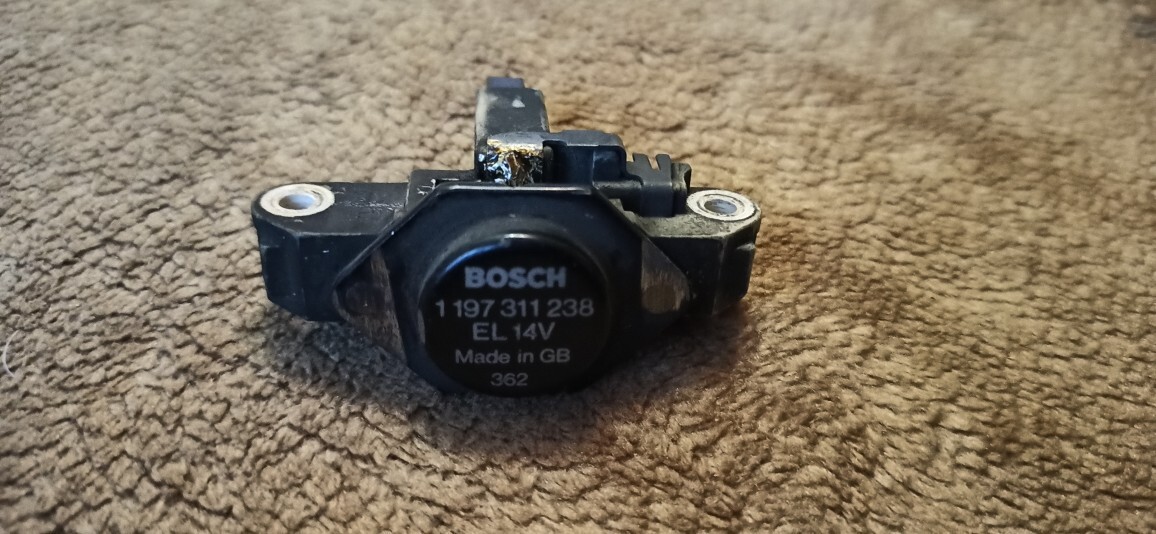 BOSCH
1 197 311 238
EL 14V
Made in GB
362